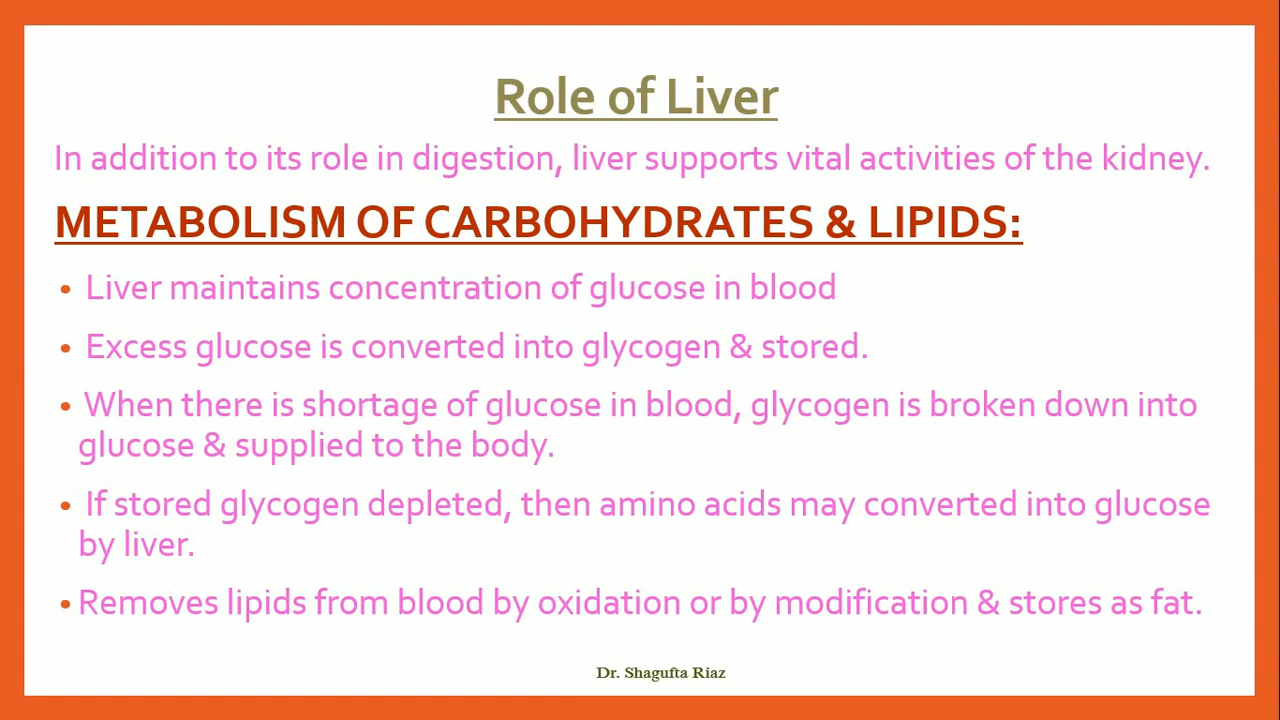 Role of Liver
In addition to its role in digestion, liver supports vital activities of the kidney.
METABOLISM OF CARBOHYDRATES & LIPIDS:
• Liver maintains concentration of glucose in blood
• Excess glucose is converted into glycogen & stored.
• When there is shortage of glucose in blood, glycogen is broken down into
glucose & supplied to the body.
• If stored glycogen depleted, then amino acids may converted into glucose
by liver.
• Removes lipids from blood by oxidation or by modification & stores as fat.
Dr. Shagufta Riaz